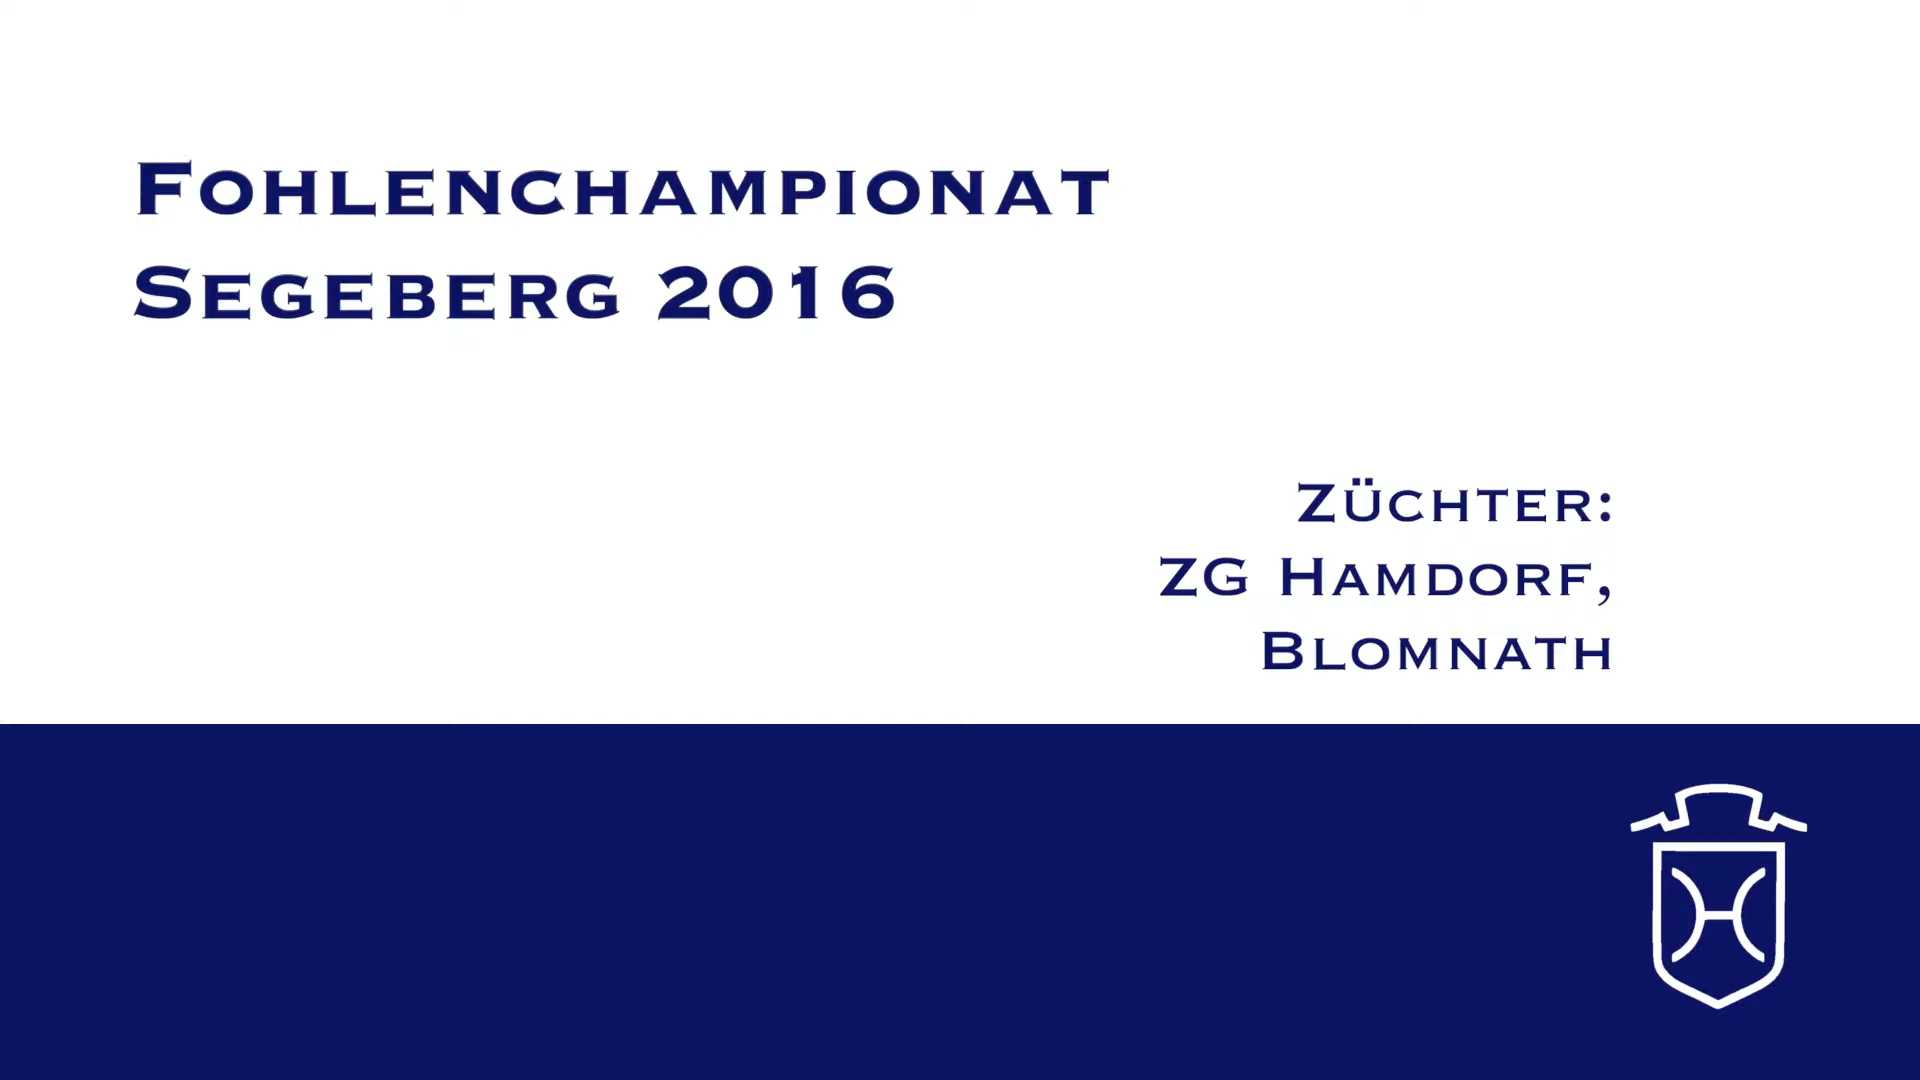 Fohlenchampionat
Segeberg 2016
Züchter:
ZG Hamdorf,
Blomnath